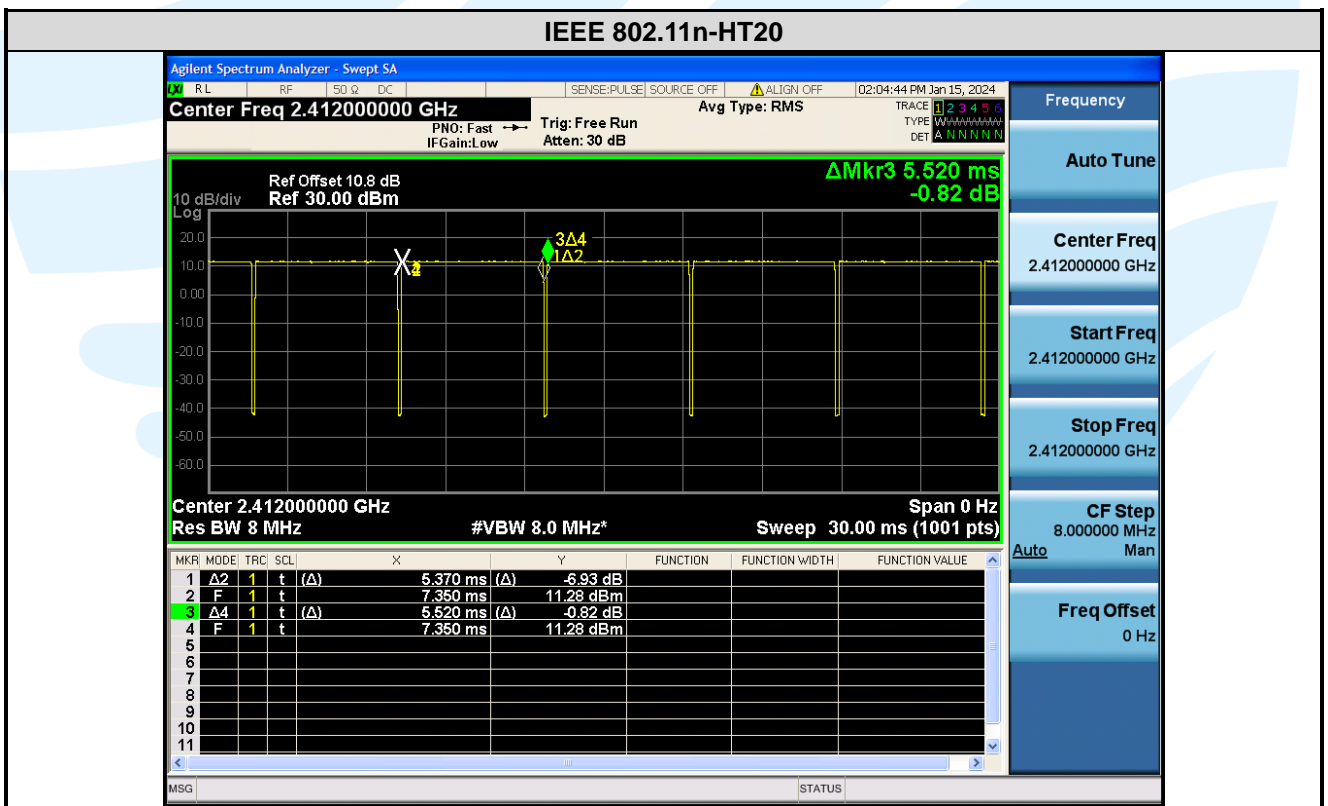 IEEE 802.11n-HT20
Agilent Spectrum Analyzer - Swept SA
LXI RL RF 50 Ω DC SENSE:PULSE SOURCE OFF ALIGN OFF 02:04:44 PM Jan 15, 2024
Center Freq 2.412000000 GHz
PNO: Fast
IFGain:Low
Trig: Free Run
Atten: 30 dB
Avg Type: RMS
TRACE 1 2 3 4 5 6
TYPE
DET A N N N N N
ΔMkr3 5.520 ms
-0.82 dB
Ref Offset 10.8 dB
10 dB/div Ref 30.00 dBm
Log
20.0
10.0
0.00
-10.0
-20.0
-30.0
-40.0
-50.0
-60.0
3Δ4
1Δ2
Center 2.412000000 GHz Span 0 Hz
Res BW 8 MHz #VBW 8.0 MHz* Sweep 30.00 ms (1001 pts)
MKR MODE TRC SCL X Y FUNCTION FUNCTION WIDTH FUNCTION VALUE
1 Δ2 1 t (Δ) 5.370 ms (Δ) -6.93 dB
2 F 1 t 7.350 ms 11.28 dBm
3 Δ4 1 t (Δ) 5.520 ms (Δ) -0.82 dB
4 F 1 t 7.350 ms 11.28 dBm
5
6
7
8
9
10
11
MSG STATUS
Frequency
Auto Tune
Center Freq
2.412000000 GHz
Start Freq
2.412000000 GHz
Stop Freq
2.412000000 GHz
CF Step
8.000000 MHz
Auto Man
Freq Offset
0 Hz